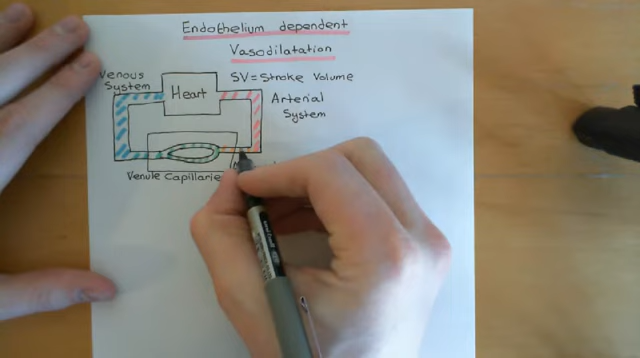 Endothelium dependent
Vasodilatation
Venous
System
Heart
SV=Stroke Volume
Arterial
System
Venule Capillaries